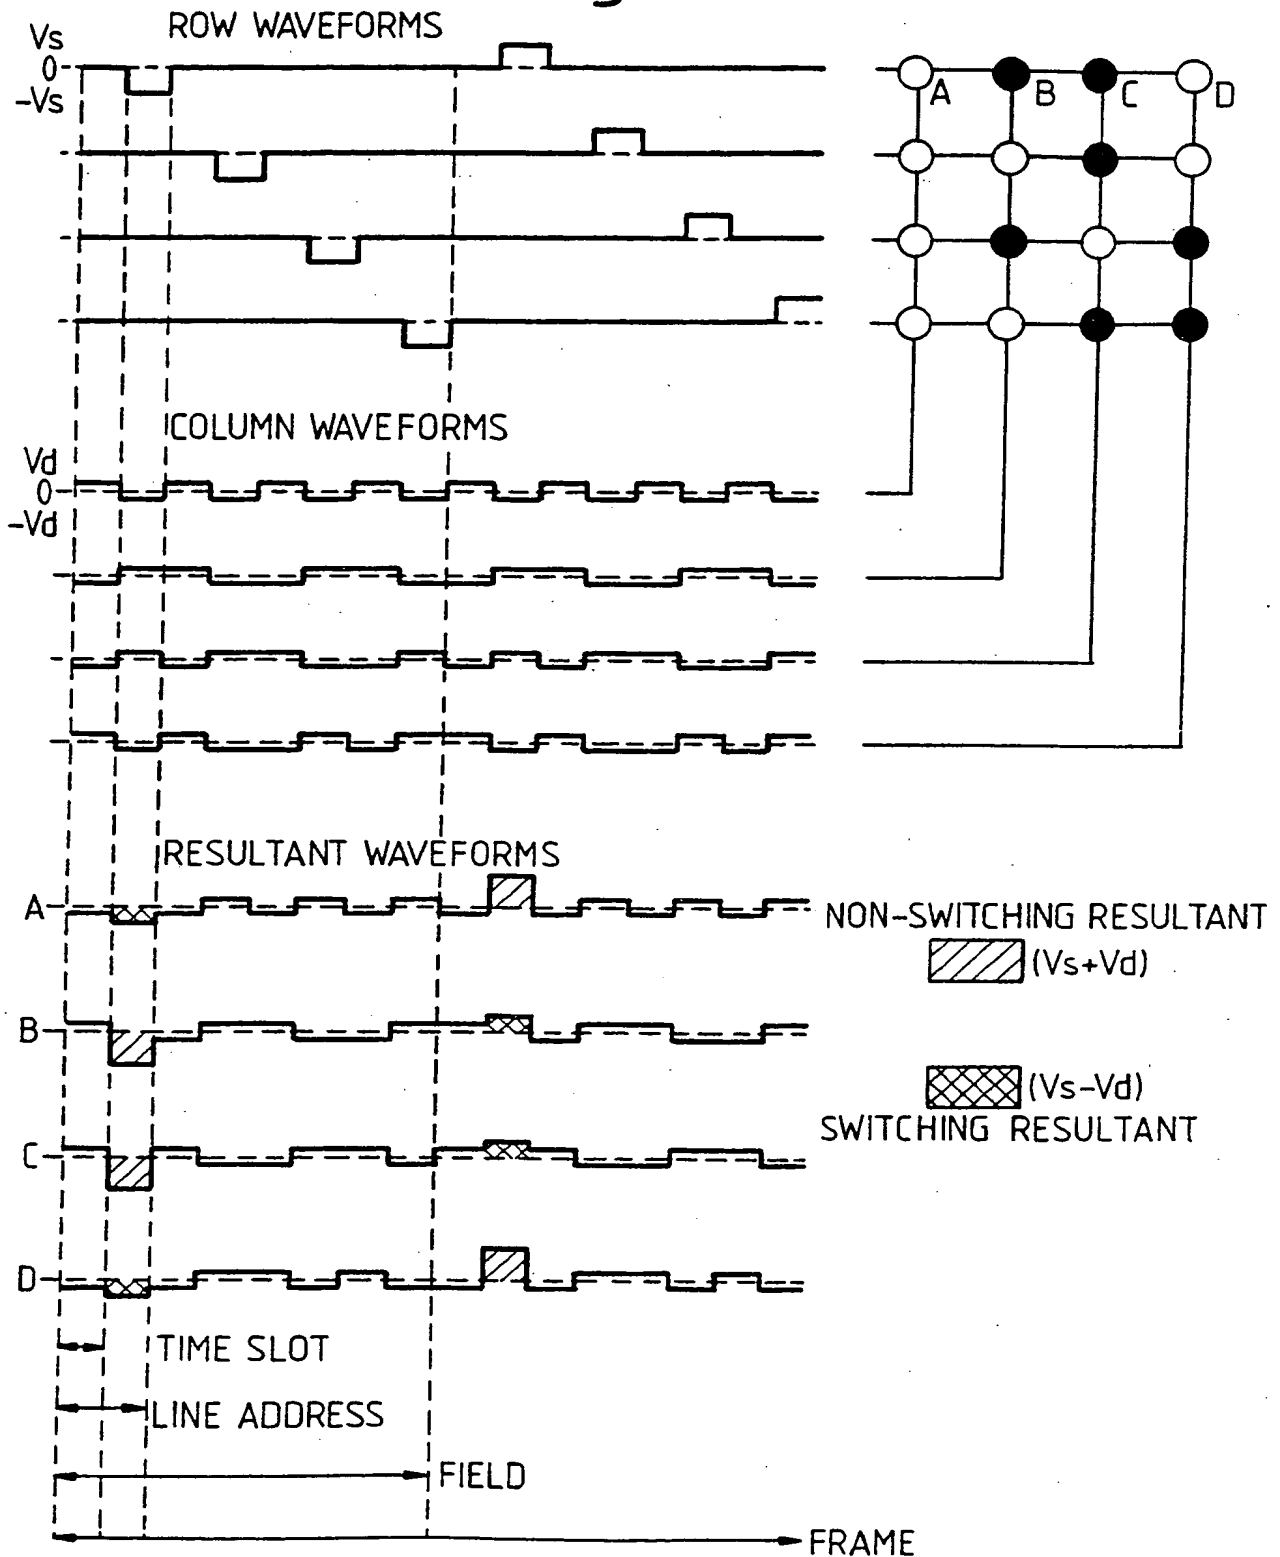 ROW WAVEFORMS
Vs
0
-Vs
A B C D
COLUMN WAVEFORMS
Vd
0
-Vd
RESULTANT WAVEFORMS
A
NON-SWITCHING RESULTANT
(Vs+Vd)
B
(Vs-Vd)
SWITCHING RESULTANT
C
D
TIME SLOT
LINE ADDRESS
FIELD
FRAME